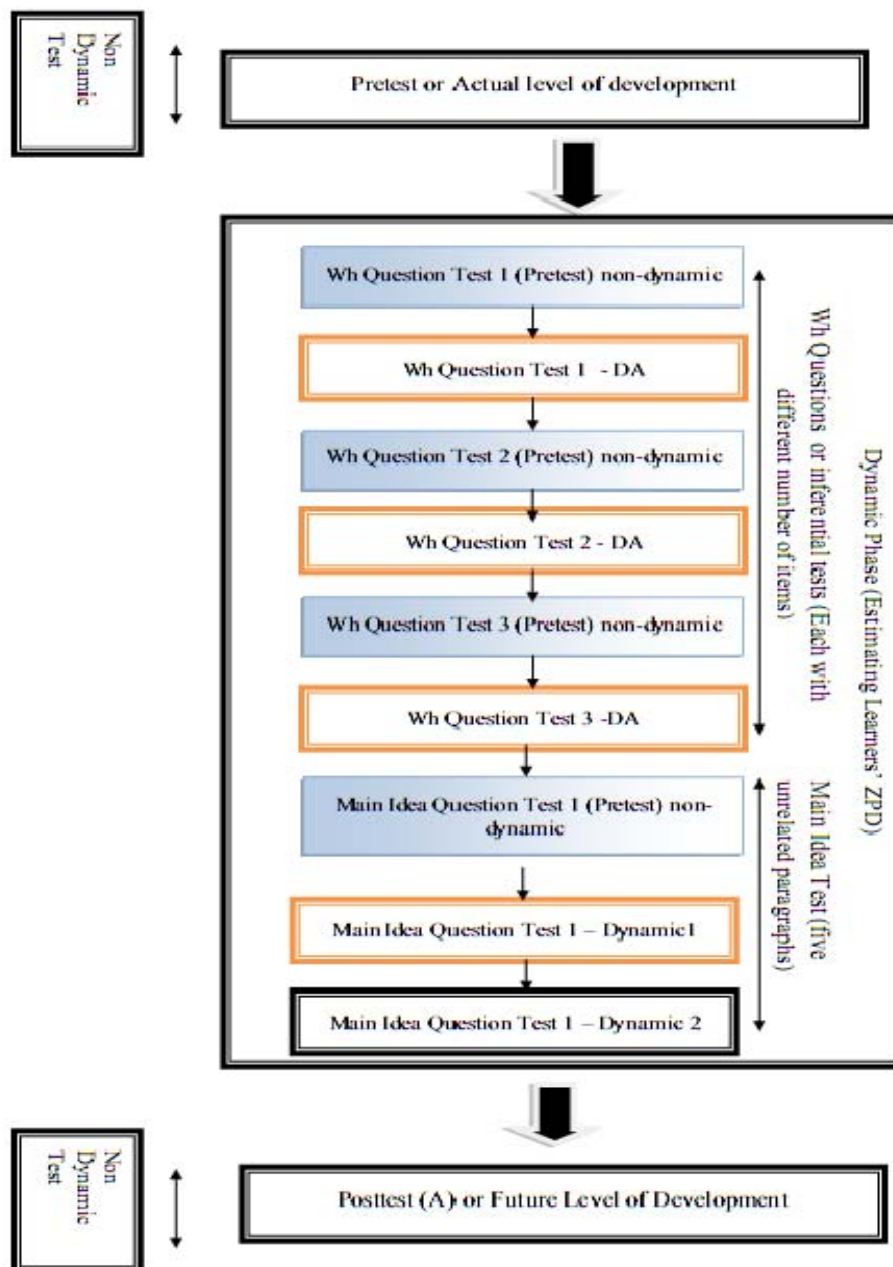 Non
Dynamic
Test
Pretest or Actual level of development
Wh Question Test 1 (Pretest) non-dynamic
Wh Question Test 1 - DA
Wh Question Test 2 (Pretest) non-dynamic
Wh Question Test 2 - DA
Wh Question Test 3 (Pretest) non-dynamic
Wh Question Test 3 -DA
Main Idea Question Test 1 (Pretest) non-
dynamic
Main Idea Question Test 1 – Dynamic1
Main Idea Question Test 1 – Dynamic 2
Wh Questions or inferential tests (Each with
different number of items)
Main Idea Test (five
unrelated paragraphs)
Dynamic Phase (Estimating Learners’ ZPD)
Non
Dynamic
Test
Posttest (A) or Future Level of Development